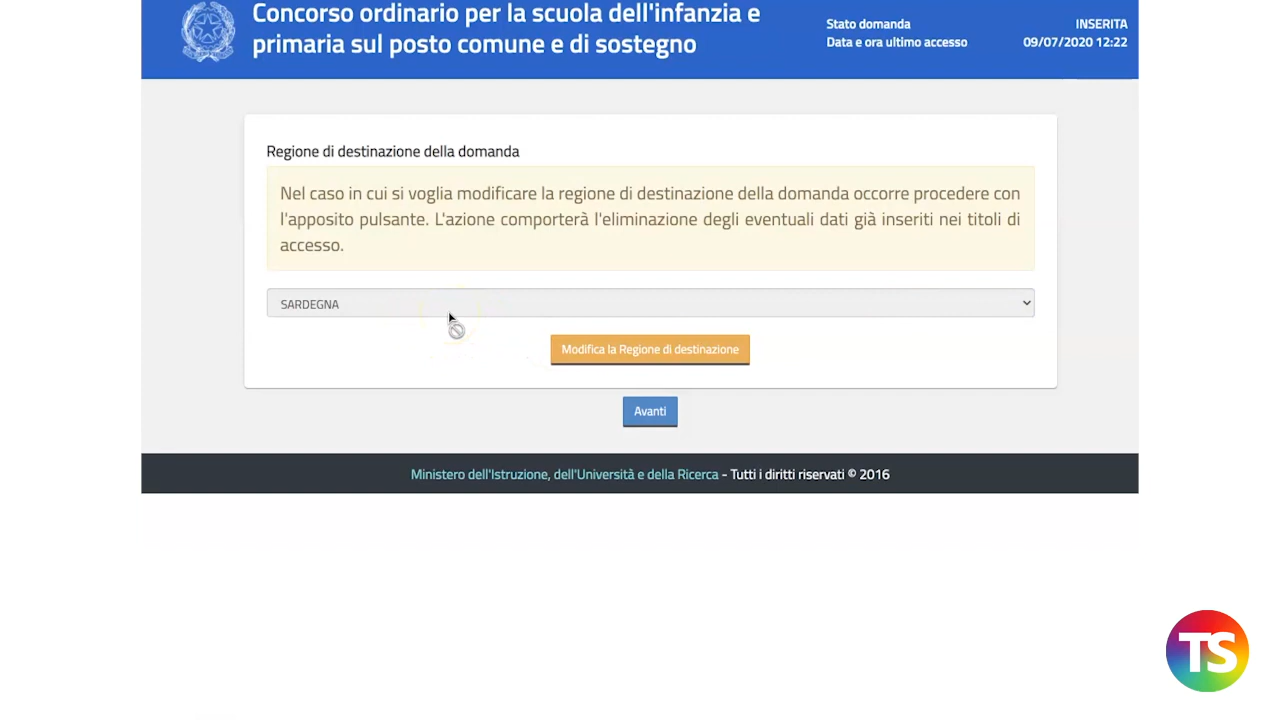 Concorso ordinario per la scuola dell'infanzia e
primaria sul posto comune e di sostegno
Stato domanda INSERITA
Data e ora ultimo accesso 09/07/2020 12:22
Regione di destinazione della domanda
Nel caso in cui si voglia modificare la regione di destinazione della domanda occorre procedere con
l'apposito pulsante. L'azione comporterà l'eliminazione degli eventuali dati già inseriti nei titoli di
accesso.
SARDEGNA
Modifica la Regione di destinazione
Avanti
Ministero dell'Istruzione, dell'Università e della Ricerca - Tutti i diritti riservati © 2016
TS